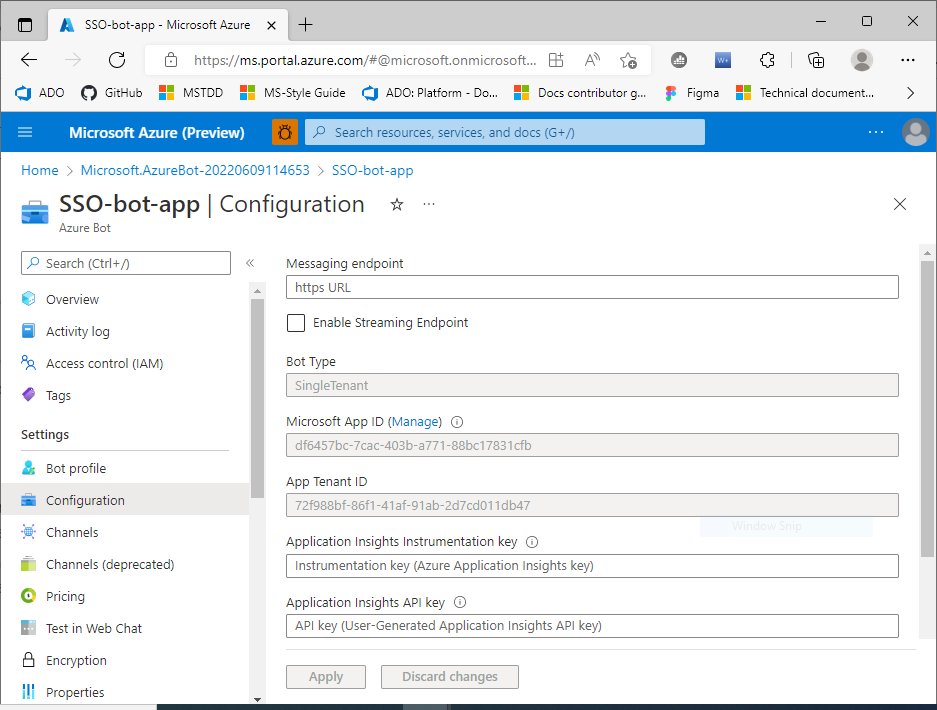 SSO-bot-app - Microsoft Azure
https://ms.portal.azure.com/#@microsoft.onmicrosoft...
ADO GitHub MSTDD MS-Style Guide ADO: Platform - Do... Docs contributor g... Figma Technical document...
Microsoft Azure (Preview) Search resources, services, and docs (G+/)
Home > Microsoft.AzureBot-20220609114653 > SSO-bot-app
SSO-bot-app | Configuration
Azure Bot
Search (Ctrl+/)
Overview
Activity log
Access control (IAM)
Tags
Settings
Bot profile
Configuration
Channels
Channels (deprecated)
Pricing
Test in Web Chat
Encryption
Properties
Messaging endpoint
https URL
Enable Streaming Endpoint
Bot Type
SingleTenant
Microsoft App ID (Manage)
df6457bc-7cac-403b-a771-88bc17831cfb
App Tenant ID
72f988bf-86f1-41af-91ab-2d7cd011db47
Window Snip
Application Insights Instrumentation key
Instrumentation key (Azure Application Insights key)
Application Insights API key
API key (User-Generated Application Insights API key)
Apply Discard changes